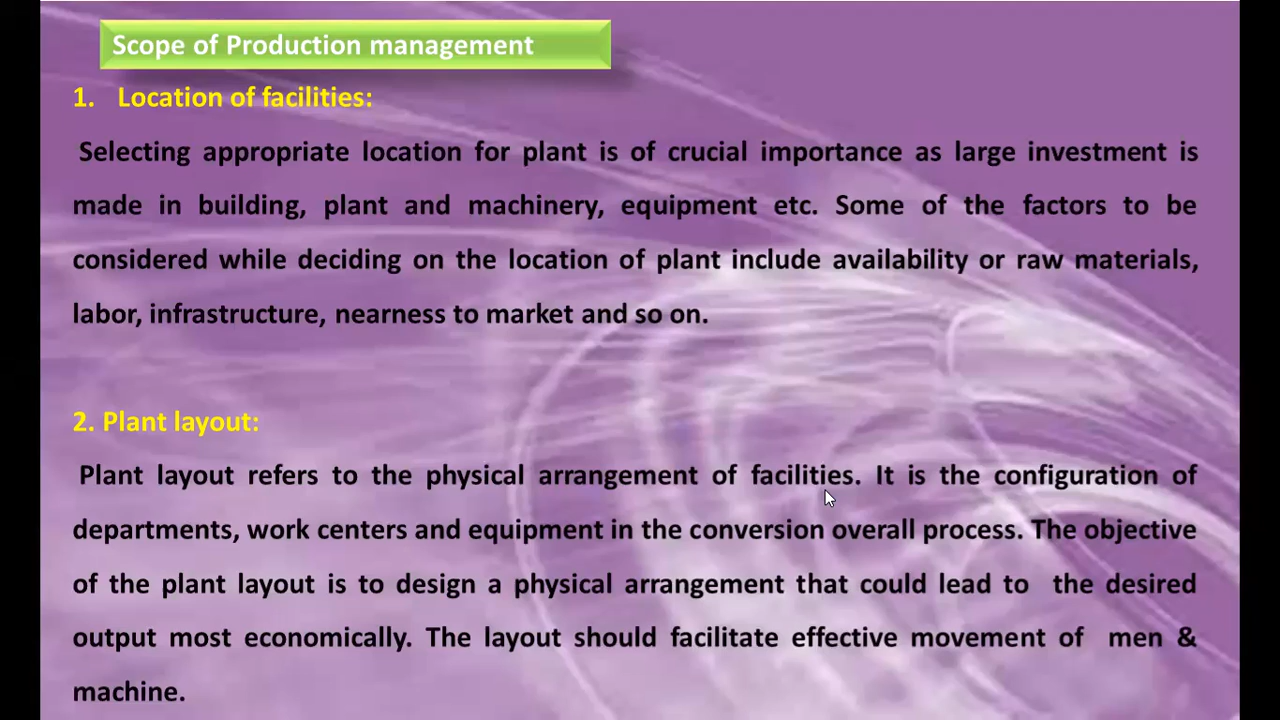 Scope of Production management
1. Location of facilities:
Selecting appropriate location for plant is of crucial importance as large investment is
made in building, plant and machinery, equipment etc. Some of the factors to be
considered while deciding on the location of plant include availability or raw materials,
labor, infrastructure, nearness to market and so on.
2. Plant layout:
Plant layout refers to the physical arrangement of facilities. It is the configuration of
departments, work centers and equipment in the conversion overall process. The objective
of the plant layout is to design a physical arrangement that could lead to the desired
output most economically. The layout should facilitate effective movement of men &
machine.